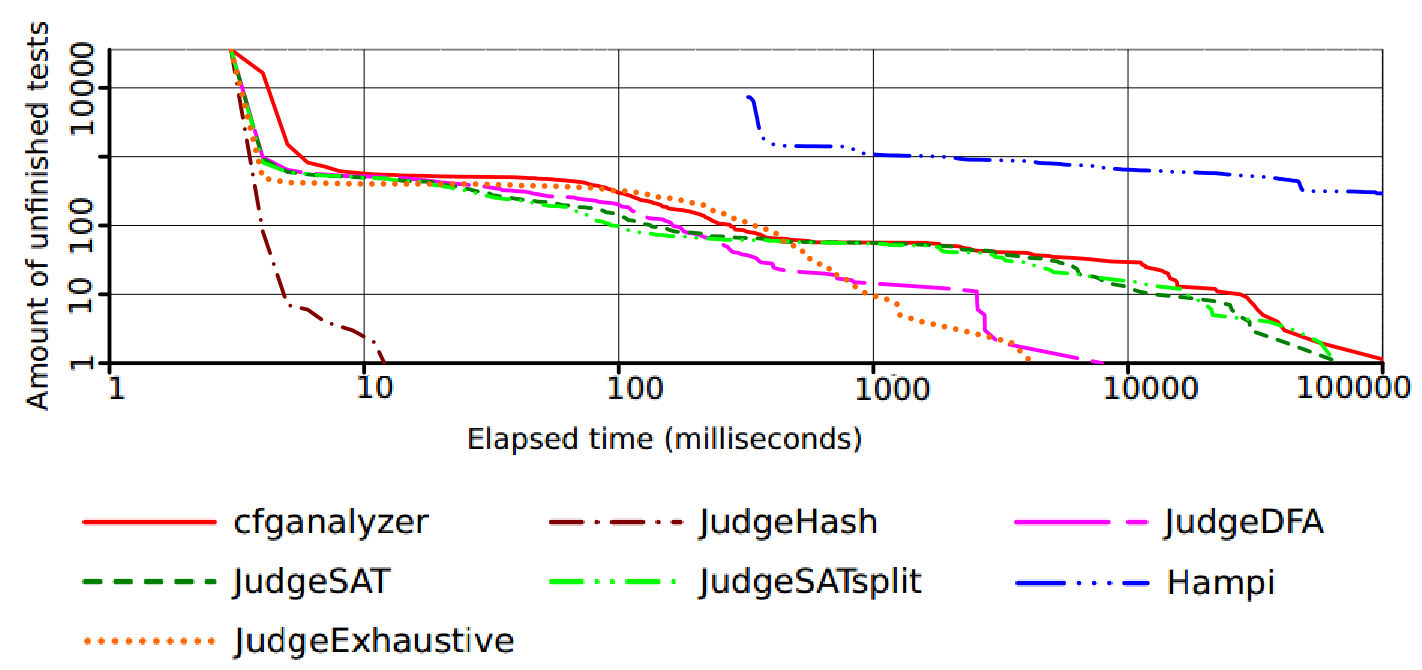 Amount of unfinished tests
10000
100
10
1
1 10 100 1000 10000 100000
Elapsed time (milliseconds)
cfganalyzer JudgeHash JudgeDFA
JudgeSAT JudgeSATsplit Hampi
JudgeExhaustive